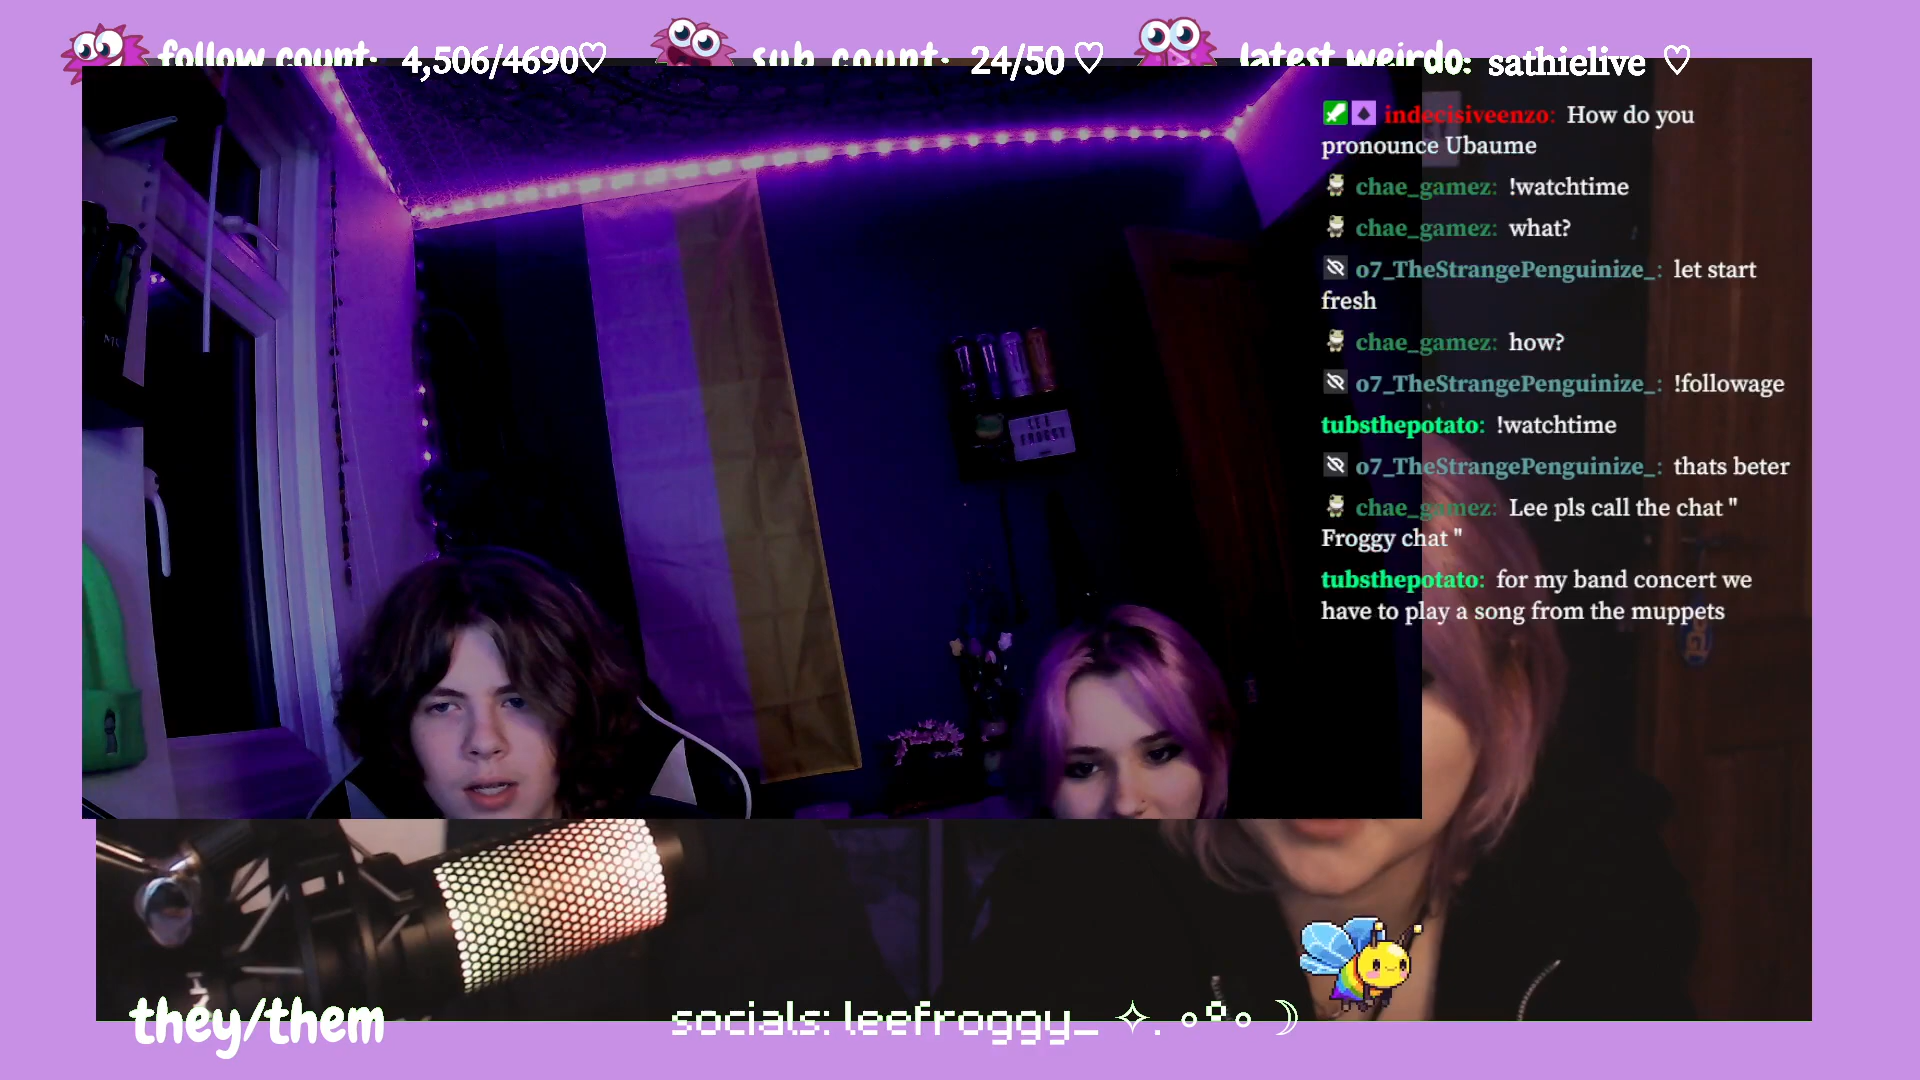 follow count: 4,506/4690♡
sub count: 24/50 ♡
latest weirdo: sathielive ♡
indecisiveenzo: How do you
pronounce Ubaume
chae_gamez: !watchtime
chae_gamez: what?
o7_TheStrangePenguinize_: let start
fresh
chae_gamez: how?
o7_TheStrangePenguinize_: !followage
tubsthepotato: !watchtime
o7_TheStrangePenguinize_: thats beter
chae_gamez: Lee pls call the chat "
Froggy chat "
tubsthepotato: for my band concert we
have to play a song from the muppets
LEE
FROGGY
they/them
socials: leefroggy_